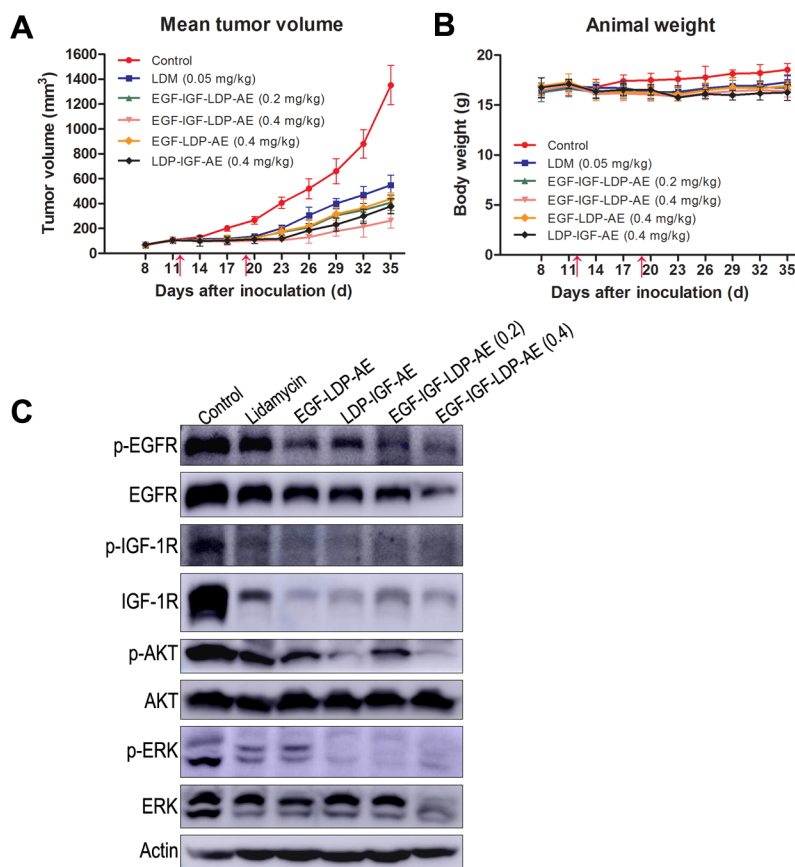 A
Mean tumor volume
Tumor volume (mm³)
1600
1400
1200
1000
800
600
400
200
0
Control
LDM (0.05 mg/kg)
EGF-IGF-LDP-AE (0.2 mg/kg)
EGF-IGF-LDP-AE (0.4 mg/kg)
EGF-LDP-AE (0.4 mg/kg)
LDP-IGF-AE (0.4 mg/kg)
8 11 14 17 20 23 26 29 32 35
Days after inoculation (d)
B
Animal weight
Body weight (g)
20
15
10
5
0
Control
LDM (0.05 mg/kg)
EGF-IGF-LDP-AE (0.2 mg/kg)
EGF-IGF-LDP-AE (0.4 mg/kg)
EGF-LDP-AE (0.4 mg/kg)
LDP-IGF-AE (0.4 mg/kg)
8 11 14 17 20 23 26 29 32 35
Days after inoculation (d)
C
Control
Lidamycin
EGF-LDP-AE
LDP-IGF-AE
EGF-IGF-LDP-AE (0.2)
EGF-IGF-LDP-AE (0.4)
p-EGFR
EGFR
p-IGF-1R
IGF-1R
p-AKT
AKT
p-ERK
ERK
Actin